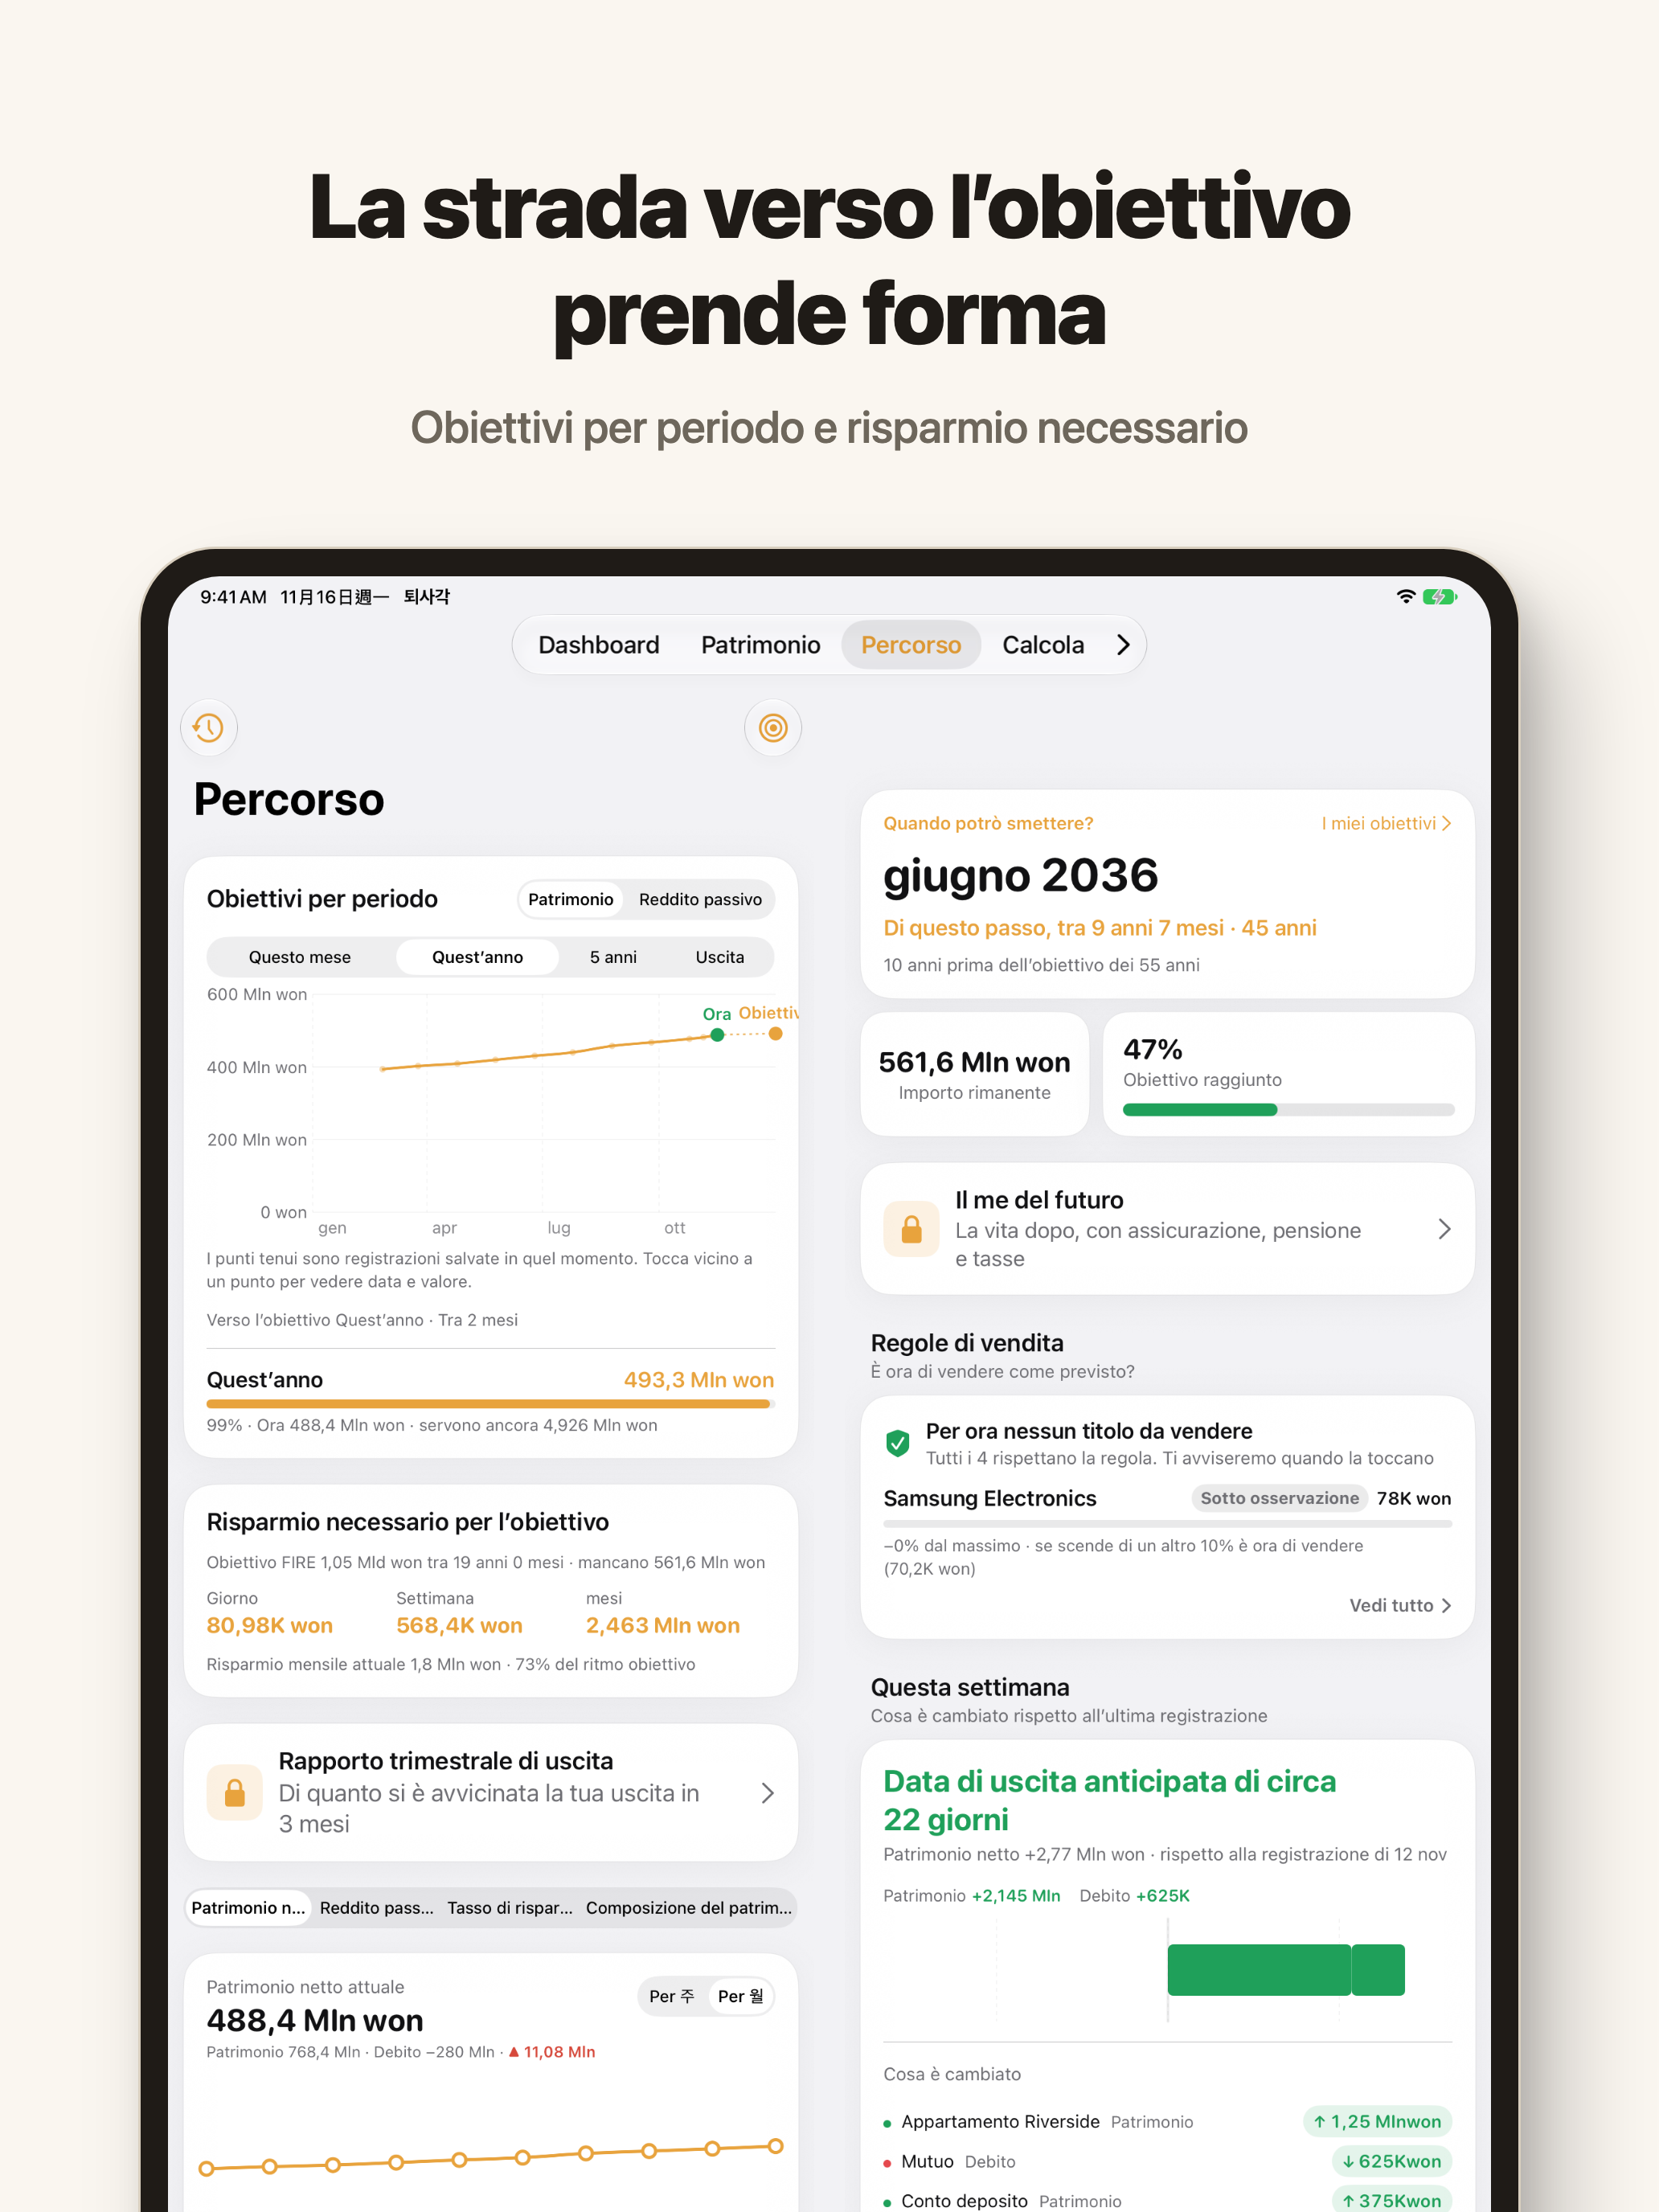 La strada verso l’obiettivo
prende forma
Obiettivi per periodo e risparmio necessario
9:41 AM 11月16日週一 퇴사각
Dashboard Patrimonio Percorso Calcola
Percorso
Obiettivi per periodo
Patrimonio Reddito passivo
Questo mese Quest’anno 5 anni Uscita
600 Mln won
400 Mln won
200 Mln won
0 won
Ora Obiettiv
gen apr lug ott
I punti tenui sono registrazioni salvate in quel momento. Tocca vicino a
un punto per vedere data e valore.
Verso l’obiettivo Quest’anno · Tra 2 mesi
Quest’anno 493,3 Mln won
99% · Ora 488,4 Mln won · servono ancora 4,926 Mln won
Risparmio necessario per l’obiettivo
Obiettivo FIRE 1,05 Mld won tra 19 anni 0 mesi · mancano 561,6 Mln won
Giorno Settimana mesi
80,98K won 568,4K won 2,463 Mln won
Risparmio mensile attuale 1,8 Mln won · 73% del ritmo obiettivo
Rapporto trimestrale di uscita
Di quanto si è avvicinata la tua uscita in
3 mesi
Patrimonio n... Reddito pass... Tasso di rispar... Composizione del patrim...
Patrimonio netto attuale
Per 주 Per 월
488,4 Mln won
Patrimonio 768,4 Mln · Debito −280 Mln · ▲ 11,08 Mln
Quando potrò smettere? I miei obiettivi
giugno 2036
Di questo passo, tra 9 anni 7 mesi · 45 anni
10 anni prima dell’obiettivo dei 55 anni
561,6 Mln won
Importo rimanente
47%
Obiettivo raggiunto
Il me del futuro
La vita dopo, con assicurazione, pensione
e tasse
Regole di vendita
È ora di vendere come previsto?
Per ora nessun titolo da vendere
Tutti i 4 rispettano la regola. Ti avviseremo quando la toccano
Samsung Electronics Sotto osservazione 78K won
−0% dal massimo · se scende di un altro 10% è ora di vendere
(70,2K won)
Vedi tutto
Questa settimana
Cosa è cambiato rispetto all’ultima registrazione
Data di uscita anticipata di circa
22 giorni
Patrimonio netto +2,77 Mln won · rispetto alla registrazione di 12 nov
Patrimonio +2,145 Mln Debito +625K
Cosa è cambiato
Appartamento Riverside Patrimonio ↑ 1,25 Mlnwon
Mutuo Debito ↓ 625Kwon
Conto deposito Patrimonio ↑ 375Kwon